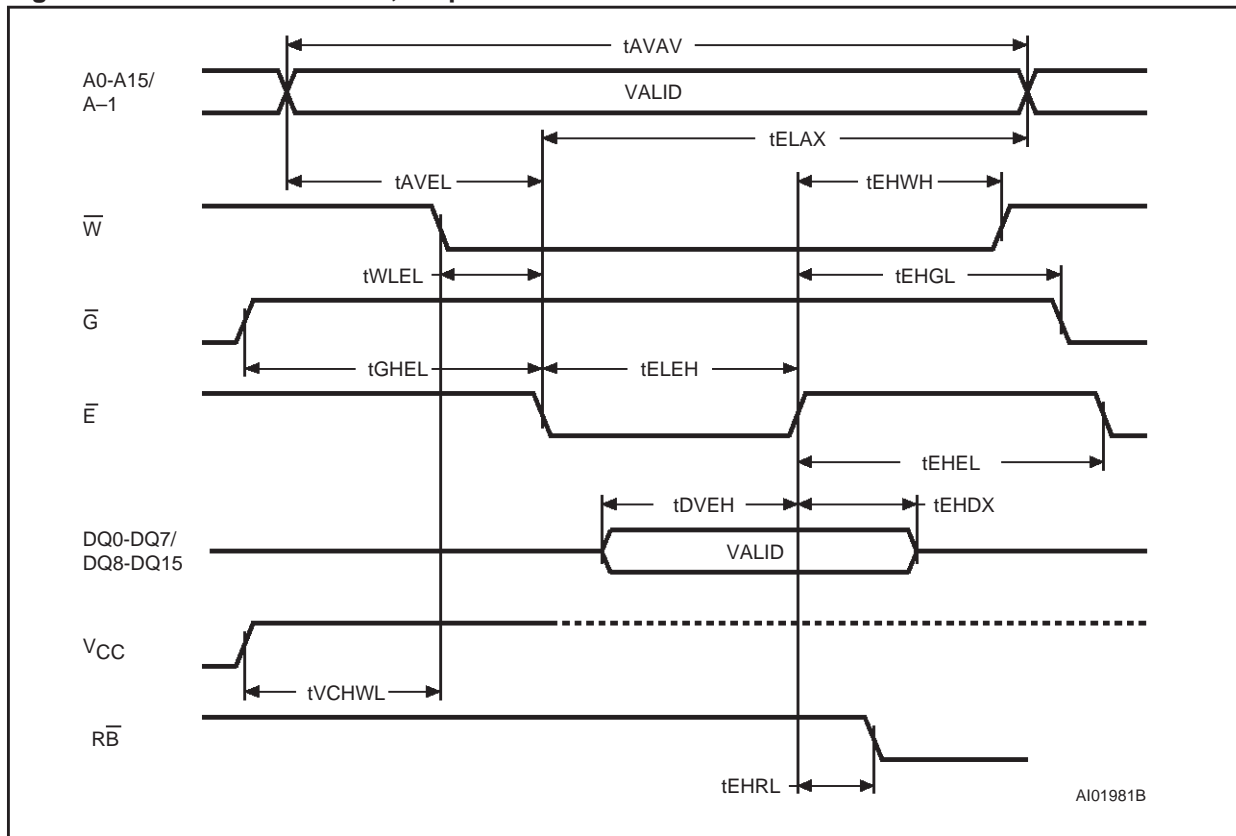 tAVAV
A0-A15/
A–1
VALID
tELAX
tAVEL
tEHWH
W̅
tWLEL
tEHGL
G̅
tGHEL
tELEH
E̅
tEHEL
tDVEH
tEHDX
DQ0-DQ7/
DQ8-DQ15
VALID
VCC
tVCHWL
RB̅
tEHRL
AI01981B